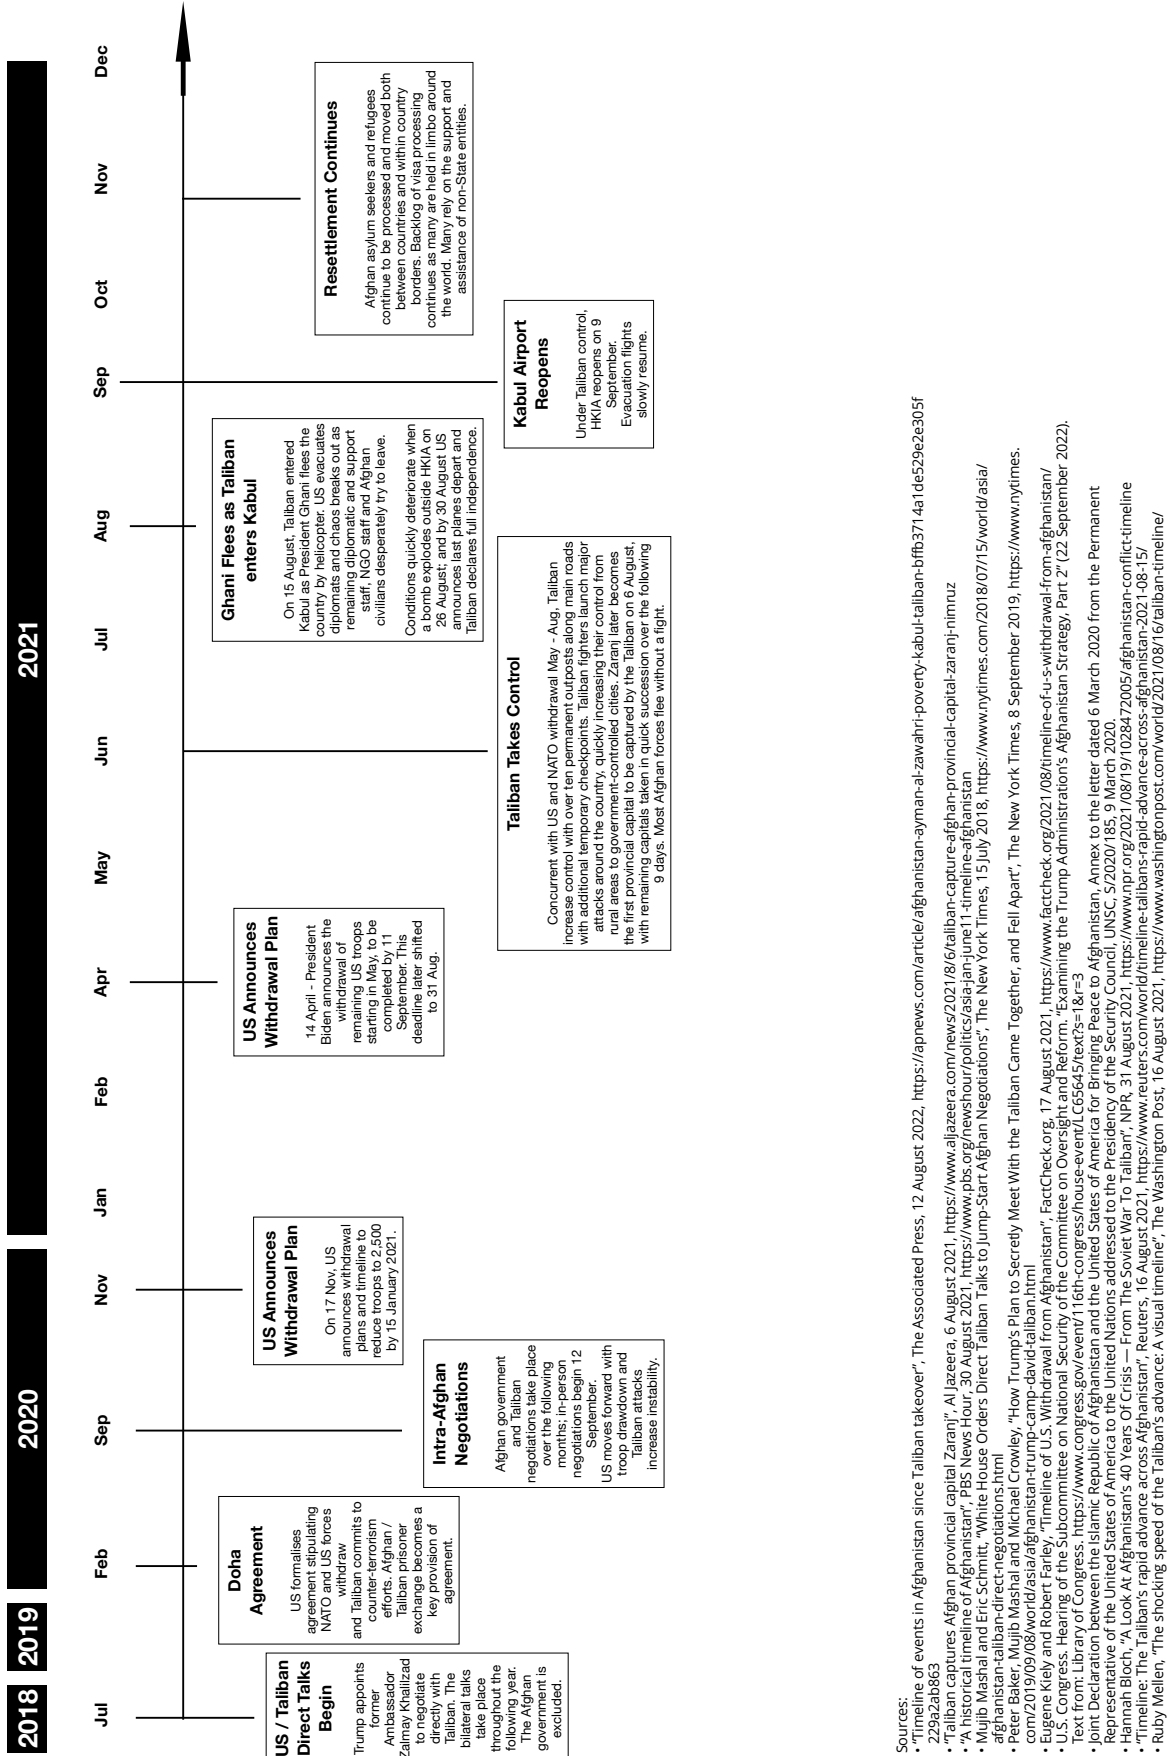 2018
2019
2020
2021
Jul
Feb
Sep
Nov
Jan
Feb
Apr
May
Jun
Jul
Aug
Sep
Oct
Nov
Dec
US / Taliban
Direct Talks
Begin
Trump appoints
former
Ambassador
Zalmay Khalilzad
to negotiate
directly with
Taliban. The
bilateral talks
take place
throughout the
following year.
The Afghan
government is
excluded.
Doha
Agreement
US formalises
agreement stipulating
NATO and US forces
withdraw
and Taliban commits to
counter-terrorism
efforts. Afghan /
Taliban prisoner
exchange becomes a
key provision of
agreement.
Intra-Afghan
Negotiations
Afghan government
and Taliban
negotiations take place
over the following
months; in-person
negotiations begin 12
September.
US moves forward with
troop drawdown and
Taliban attacks
increase instability.
US Announces
Withdrawal Plan
On 17 Nov, US
announces withdrawal
plans and timeline to
reduce troops to 2,500
by 15 January 2021.
US Announces
Withdrawal Plan
14 April - President
Biden announces the
withdrawal of
remaining US troops
starting in May, to be
completed by 11
September. This
deadline later shifted
to 31 Aug.
Taliban Takes Control
Concurrent with US and NATO withdrawal May - Aug, Taliban
increase control with over ten permanent outposts along main roads
with additional temporary checkpoints. Taliban fighters launch major
attacks around the country, quickly increasing their control from
rural areas to government-controlled cities. Zaranj later becomes
the first provincial capital to be captured by the Taliban on 6 August,
with remaining capitals taken in quick succession over the following
9 days. Most Afghan forces flee without a fight.
Ghani Flees as Taliban
enters Kabul
On 15 August, Taliban entered
Kabul as President Ghani flees the
country by helicopter. US evacuates
diplomats and chaos breaks out as
remaining diplomatic and support
staff, NGO staff and Afghan
civilians desperately try to leave.
Conditions quickly deteriorate when
a bomb explodes outside HKIA on
26 August; and by 30 August US
announces last planes depart and
Taliban declares full independence.
Kabul Airport
Reopens
Under Taliban control,
HKIA reopens on 9
September.
Evacuation flights
slowly resume.
Resettlement Continues
Afghan asylum seekers and refugees
continue to be processed and moved both
between countries and within country
borders. Backlog of visa processing
continues as many are held in limbo around
the world. Many rely on the support and
assistance of non-State entities.
Sources:
• "Timeline of events in Afghanistan since Taliban takeover", The Associated Press, 12 August 2022, https://apnews.com/article/afghanistan-ayman-al-zawahri-poverty-kabul-taliban-bffb3714a1de529e2e305f
229a2ab863
• "Taliban captures Afghan provincial capital Zaranj", Al Jazeera, 6 August 2021, https://www.aljazeera.com/news/2021/8/6/taliban-capture-afghan-provincial-capital-zaranj-nimruz
• "A historical timeline of Afghanistan", PBS News Hour, 30 August 2021, https://www.pbs.org/newshour/politics/asia-jan-june11-timeline-afghanistan
• Mujib Mashal and Eric Schmitt, "White House Orders Direct Taliban Talks to Jump-Start Afghan Negotiations", The New York Times, 15 July 2018, https://www.nytimes.com/2018/07/15/world/asia/
afghanistan-taliban-direct-negotiations.html
• Peter Baker, Mujib Mashal and Michael Crowley, "How Trump's Plan to Secretly Meet With the Taliban Came Together, and Fell Apart", The New York Times, 8 September 2019, https://www.nytimes.
com/2019/09/08/world/asia/afghanistan-trump-camp-david-taliban.html
• Eugene Kiely and Robert Farley, "Timeline of U.S. Withdrawal from Afghanistan", FactCheck.org, 17 August 2021, https://www.factcheck.org/2021/08/timeline-of-u-s-withdrawal-from-afghanistan/
• U.S. Congress. Hearing of the Subcommittee on National Security of the Committee on Oversight and Reform. "Examining the Trump Administration's Afghanistan Strategy, Part 2" (22 September 2022).
Text from: Library of Congress. https://www.congress.gov/event/116th-congress/house-event/LC65645/text?s=1&r=3
• Joint Declaration between the Islamic Republic of Afghanistan and the United States of America for Bringing Peace to Afghanistan, Annex to the letter dated 6 March 2020 from the Permanent
Representative of the United States of America to the United Nations addressed to the Presidency of the Security Council, UNSC, S/2020/185, 9 March 2020.
• Hannah Bloch, "A Look At Afghanistan's 40 Years Of Crisis — From The Soviet War To Taliban", NPR, 31 August 2021, https://www.npr.org/2021/08/19/1028472005/afghanistan-conflict-timeline
• "Timeline: The Taliban's rapid advance across Afghanistan", Reuters, 16 August 2021, https://www.reuters.com/world/timeline-talibans-rapid-advance-across-afghanistan-2021-08-15/
• Ruby Mellen, "The shocking speed of the Taliban's advance: A visual timeline", The Washington Post, 16 August 2021, https://www.washingtonpost.com/world/2021/08/16/taliban-timeline/